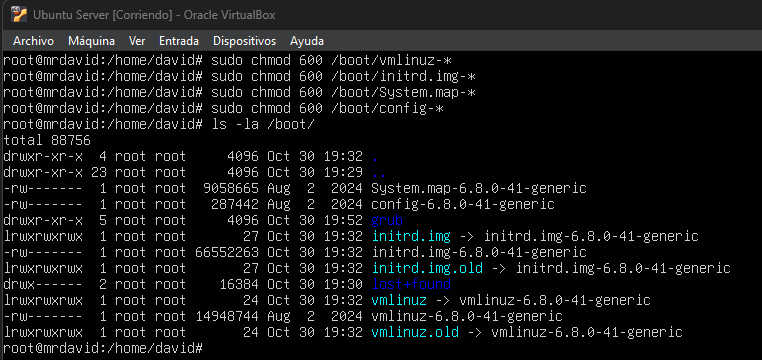 Ubuntu Server [Corriendo] - Oracle VirtualBox
Archivo Máquina Ver Entrada Dispositivos Ayuda
root@mrdavid:/home/david# sudo chmod 600 /boot/vmlinuz-*
root@mrdavid:/home/david# sudo chmod 600 /boot/initrd.img-*
root@mrdavid:/home/david# sudo chmod 600 /boot/System.map-*
root@mrdavid:/home/david# sudo chmod 600 /boot/config-*
root@mrdavid:/home/david# ls -la /boot/
total 88756
drwxr-xr-x  4 root root     4096 Oct 30 19:32 .
drwxr-xr-x 23 root root     4096 Oct 30 19:29 ..
-rw-------  1 root root  9058665 Aug  2  2024 System.map-6.8.0-41-generic
-rw-------  1 root root   287442 Aug  2  2024 config-6.8.0-41-generic
drwxr-xr-x  5 root root     4096 Oct 30 19:52 grub
lrwxrwxrwx  1 root root       27 Oct 30 19:32 initrd.img -> initrd.img-6.8.0-41-generic
-rw-------  1 root root 66552263 Oct 30 19:32 initrd.img-6.8.0-41-generic
lrwxrwxrwx  1 root root       27 Oct 30 19:32 initrd.img.old -> initrd.img-6.8.0-41-generic
drwx------  2 root root    16384 Oct 30 19:30 lost+found
lrwxrwxrwx  1 root root       24 Oct 30 19:32 vmlinuz -> vmlinuz-6.8.0-41-generic
-rw-------  1 root root 14948744 Aug  2  2024 vmlinuz-6.8.0-41-generic
lrwxrwxrwx  1 root root       24 Oct 30 19:32 vmlinuz.old -> vmlinuz-6.8.0-41-generic
root@mrdavid:/home/david#